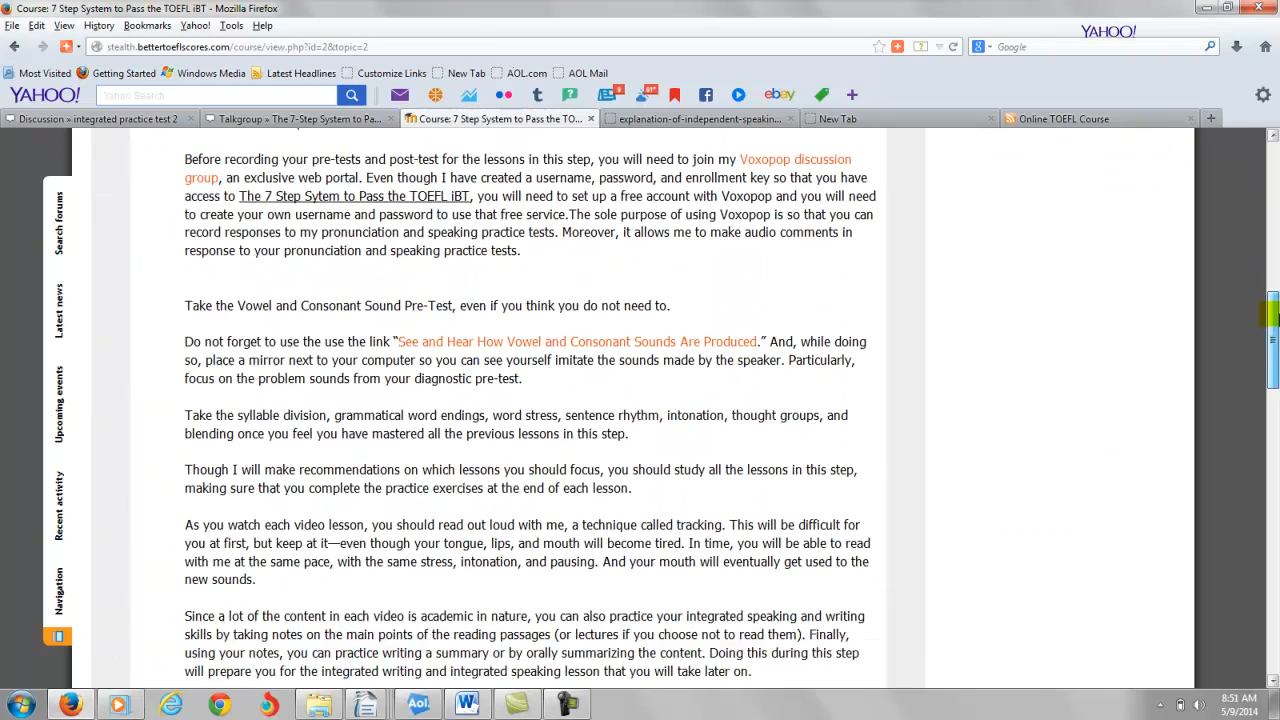 Course: 7 Step System to Pass the TOEFL iBT - Mozilla Firefox
File Edit View History Bookmarks Yahoo! Tools Help
YAHOO!
stealth.bettertoeflscores.com/course/view.php?id=2&topic=2
Google
Most Visited Getting Started Windows Media Latest Headlines Customize Links New Tab AOL.com AOL Mail
YAHOO! Yahoo Search ebay
Discussion » integrated practice test 2 Talkgroup » The 7-Step System to Pa... Course: 7 Step System to Pass the TO... explanation-of-independent-speakin... New Tab Online TOEFL Course
Before recording your pre-tests and post-test for the lessons in this step, you will need to join my Voxopop discussion
group, an exclusive web portal. Even though I have created a username, password, and enrollment key so that you have
access to The 7 Step Sytem to Pass the TOEFL iBT, you will need to set up a free account with Voxopop and you will need
to create your own username and password to use that free service.The sole purpose of using Voxopop is so that you can
record responses to my pronunciation and speaking practice tests. Moreover, it allows me to make audio comments in
response to your pronunciation and speaking practice tests.
Take the Vowel and Consonant Sound Pre-Test, even if you think you do not need to.
Do not forget to use the use the link “See and Hear How Vowel and Consonant Sounds Are Produced.” And, while doing
so, place a mirror next to your computer so you can see yourself imitate the sounds made by the speaker. Particularly,
focus on the problem sounds from your diagnostic pre-test.
Take the syllable division, grammatical word endings, word stress, sentence rhythm, intonation, thought groups, and
blending once you feel you have mastered all the previous lessons in this step.
Though I will make recommendations on which lessons you should focus, you should study all the lessons in this step,
making sure that you complete the practice exercises at the end of each lesson.
As you watch each video lesson, you should read out loud with me, a technique called tracking. This will be difficult for
you at first, but keep at it—even though your tongue, lips, and mouth will become tired. In time, you will be able to read
with me at the same pace, with the same stress, intonation, and pausing. And your mouth will eventually get used to the
new sounds.
Since a lot of the content in each video is academic in nature, you can also practice your integrated speaking and writing
skills by taking notes on the main points of the reading passages (or lectures if you choose not to read them). Finally,
using your notes, you can practice writing a summary or by orally summarizing the content. Doing this during this step
will prepare you for the integrated writing and integrated speaking lesson that you will take later on.
Search forums
Latest news
Upcoming events
Recent activity
Navigation
8:51 AM
5/9/2014